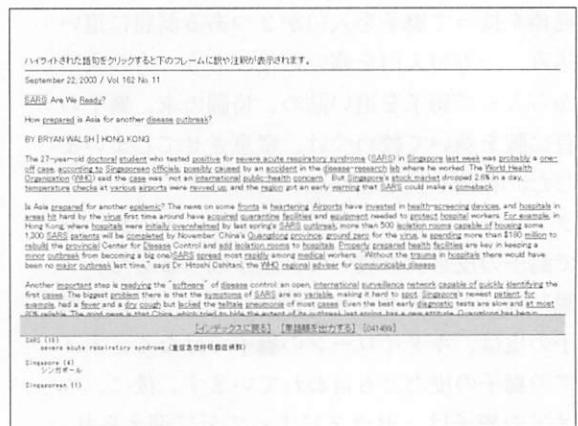 ハイライトされた語句をクリックすると下のフレームに訳や注釈が表示されます。
September 22, 2003 / Vol 162 No. 11
SARS: Are We Ready?
How prepared is Asia for another disease outbreak?
BY BRYAN WALSH | HONG KONG
The 27-year-old doctoral student who tested positive for severe acute respiratory syndrome (SARS) in Singapore last week was probably a one-
off case, according to Singaporean officials, possibly caused by an accident in the disease-research lab where he worked. The World Health
Organization (WHO) said the case was "not an international public-health concern." But Singapore's stock market dropped 2.6% in a day,
temperature checks at various airports were revved up, and the region got an early warning that SARS could make a comeback.
Is Asia prepared for another epidemic? The news on some fronts is heartening. Airports have invested in health-screening devices, and hospitals in
areas hit hard by the virus first time around have acquired quarantine facilities and equipment needed to protect hospital workers. For example, in
Hong Kong, where hospitals were initially overwhelmed by last spring's SARS outbreak, more than 500 isolation rooms capable of housing some
1,300 SARS patients will be completed by November. China's Guangdong province, ground zero for the virus, is spending more than $180 million to
rebuild the provincial Center for Disease Control and add isolation rooms to hospitals. Properly prepared health facilities are key in keeping a
minor outbreak from becoming a big one: SARS spread most rapidly among medical workers. "Without the trauma in hospitals there would have
been no major outbreak last time," says Dr. Hitoshi Oshitani, the WHO regional adviser for communicable disease.
Another important step is readying the "software" of disease control: an open, international surveillance network capable of quickly identifying the
first cases. The biggest problem there is that the symptoms of SARS are so variable, making it hard to spot. Singapore's newest patient, for
example, had a fever and a dry cough but lacked the telltale pneumonia of most cases. Even the best early diagnostic tests are slow and at most
[インデックスに戻る] [単語帳を出力する] [041499]
SARS (10)
severe acute respiratory syndrome《重症急性呼吸器症候群》
Singapore (4)
シンガポール
Singaporean (1)